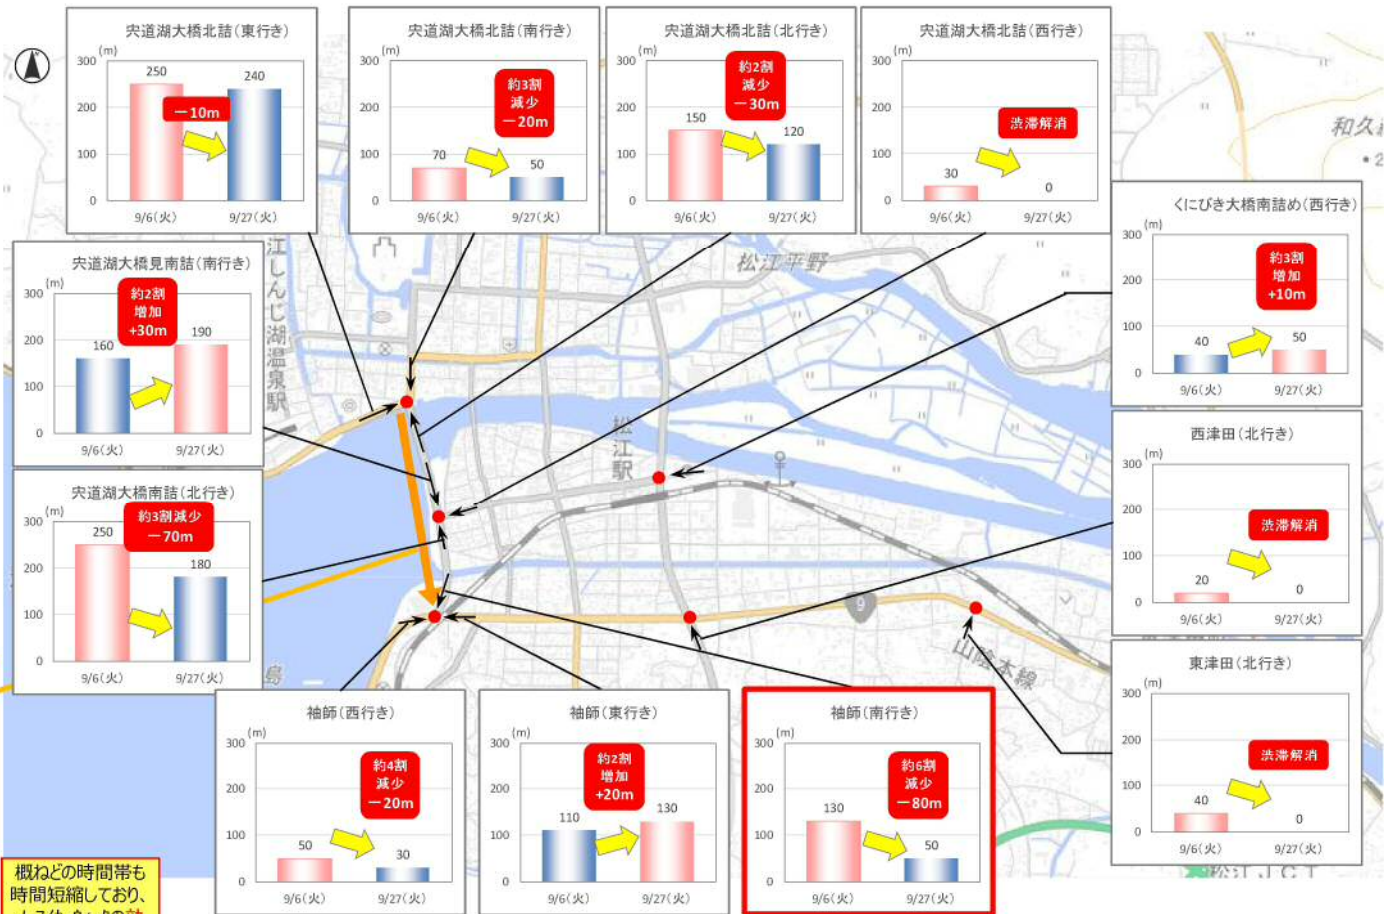 宍道湖大橋北詰(東行き)
(m)
300
200
100
0
250
240
－10m
9/6(火)
9/27(火)
宍道湖大橋北詰(南行き)
(m)
300
200
100
0
70
50
約3割
減少
－20m
9/6(火)
9/27(火)
宍道湖大橋北詰(北行き)
(m)
300
200
100
0
150
120
約2割
減少
－30m
9/6(火)
9/27(火)
宍道湖大橋北詰(西行き)
(m)
300
200
100
0
30
0
渋滞解消
9/6(火)
9/27(火)
くにびき大橋南詰め(西行き)
(m)
300
200
100
0
40
50
約3割
増加
+10m
9/6(火)
9/27(火)
宍道湖大橋見南詰(南行き)
(m)
300
200
100
0
160
190
約2割
増加
+30m
9/6(火)
9/27(火)
宍道湖大橋南詰(北行き)
(m)
300
200
100
0
250
180
約3割減少
－70m
9/6(火)
9/27(火)
西津田(北行き)
(m)
300
200
100
0
20
0
渋滞解消
9/6(火)
9/27(火)
東津田(北行き)
(m)
300
200
100
0
40
0
渋滞解消
9/6(火)
9/27(火)
袖師(西行き)
(m)
300
200
100
0
50
30
約4割
減少
－20m
9/6(火)
9/27(火)
袖師(東行き)
(m)
300
200
100
0
110
130
約2割
増加
+20m
9/6(火)
9/27(火)
袖師(南行き)
(m)
300
200
100
0
130
50
約6割
減少
－80m
9/6(火)
9/27(火)
江しんじ湖温泉駅
松江平野
松江駅
和久
9
山陰本線
島
松江JCT
概ねどの時間帯も
時間短縮しており、